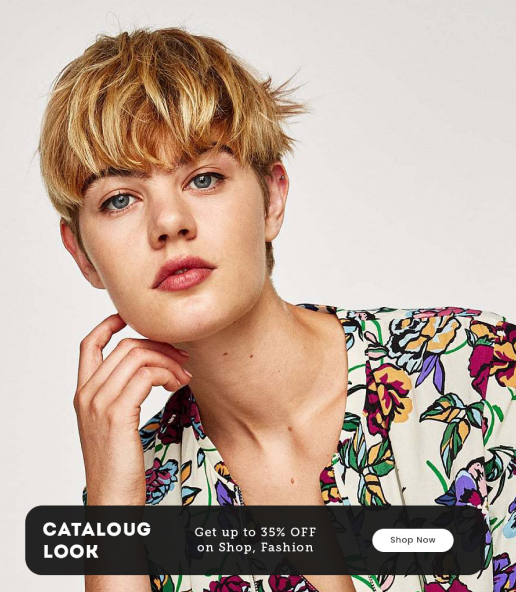 CATALOUG
LOOK
Get up to 35% OFF
on Shop, Fashion
Shop Now